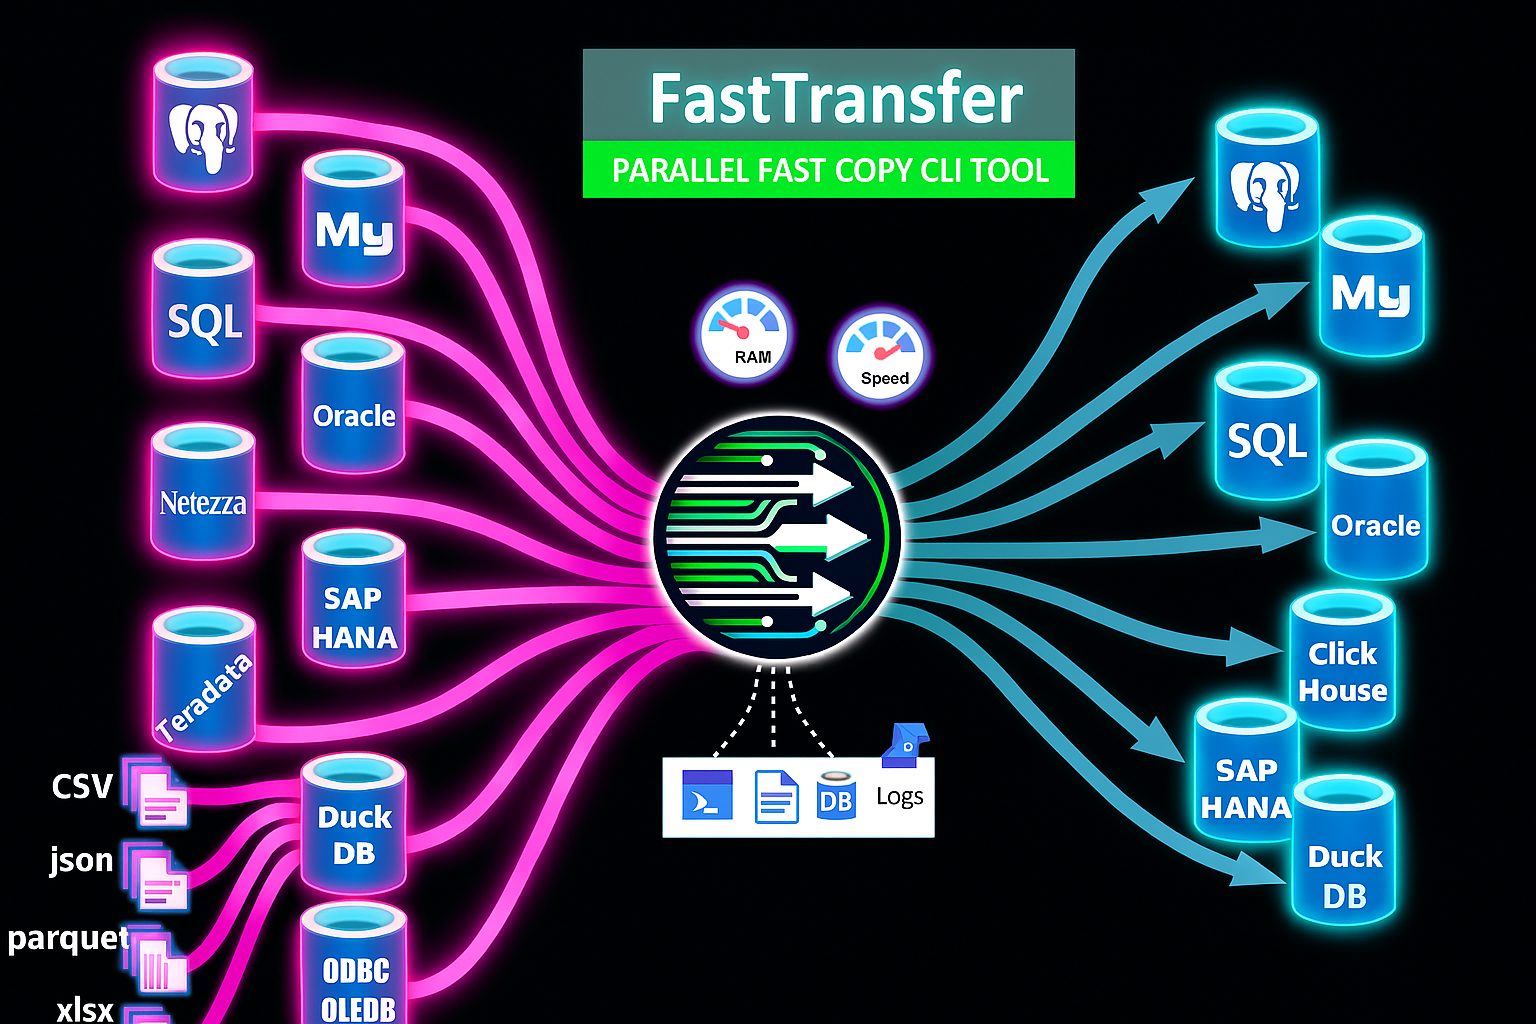 FastTransfer
PARALLEL FAST COPY CLI TOOL
My
SQL
Oracle
Netezza
SAP
HANA
Teradata
CSV
json
parquet
xlsx
Duck
DB
ODBC
OLEDB
RAM
Speed
DB
Logs
My
SQL
Oracle
Click
House
SAP
HANA
Duck
DB